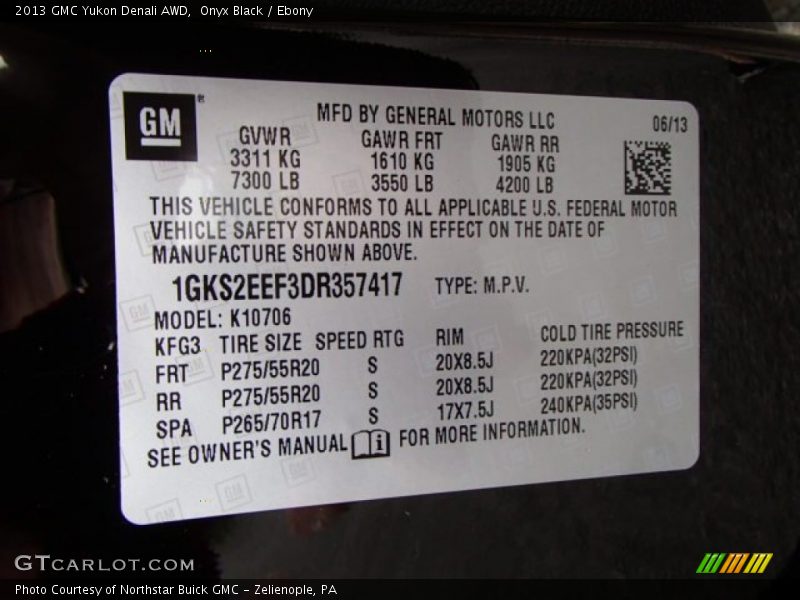 2013 GMC Yukon Denali AWD, Onyx Black / Ebony
GM®
MFD BY GENERAL MOTORS LLC 06/13
GVWR GAWR FRT GAWR RR
3311 KG 1610 KG 1905 KG
7300 LB 3550 LB 4200 LB
THIS VEHICLE CONFORMS TO ALL APPLICABLE U.S. FEDERAL MOTOR
VEHICLE SAFETY STANDARDS IN EFFECT ON THE DATE OF
MANUFACTURE SHOWN ABOVE.
1GKS2EEF3DR357417 TYPE: M.P.V.
MODEL: K10706
KFG3 TIRE SIZE SPEED RTG RIM COLD TIRE PRESSURE
FRT P275/55R20 S 20X8.5J 220KPA(32PSI)
RR P275/55R20 S 20X8.5J 220KPA(32PSI)
SPA P265/70R17 S 17X7.5J 240KPA(35PSI)
SEE OWNER'S MANUAL FOR MORE INFORMATION.
GTCARLOT.COM
Photo Courtesy of Northstar Buick GMC - Zelienople, PA